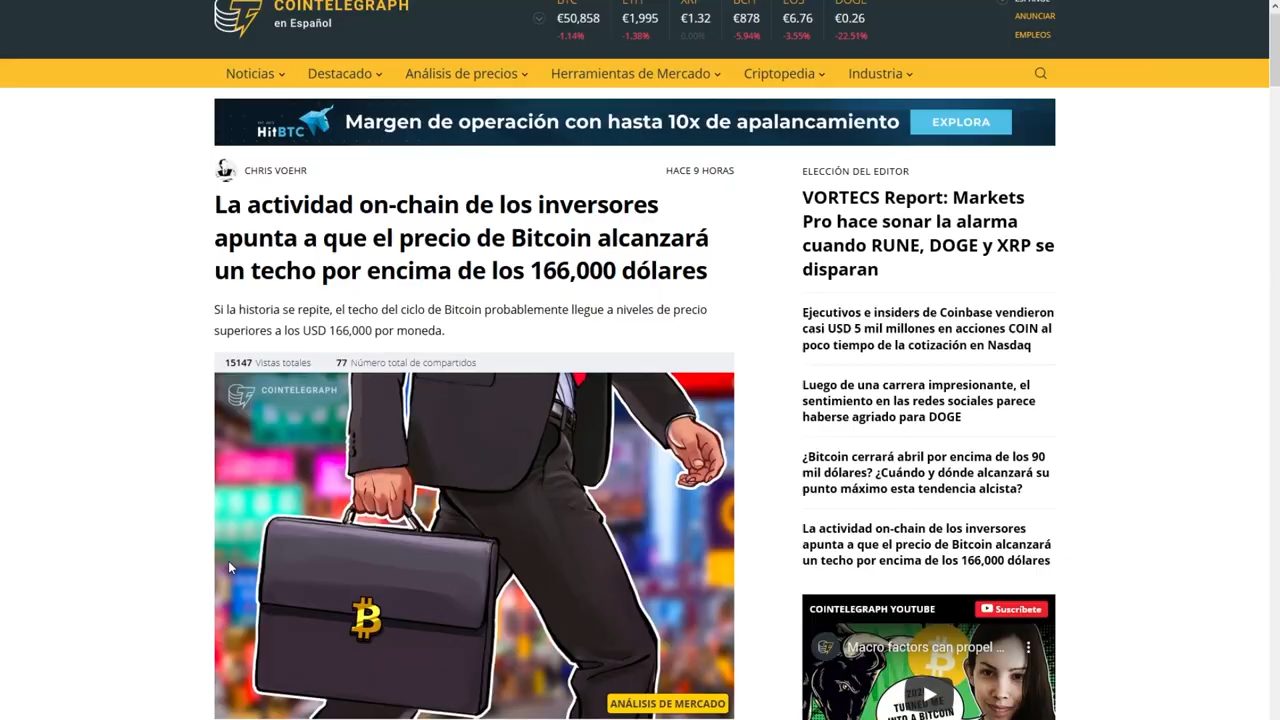 COINTELEGRAPH
en Español
BTC ETH XRP BCH EOS DOGE
€50,858 €1,995 €1.32 €878 €6.76 €0.26
-1.14% -1.38% 0.00% -5.94% -3.55% -22.51%
ESPAÑOL
ANUNCIAR
EMPLEOS
Noticias Destacado Análisis de precios Herramientas de Mercado Criptopedia Industria
HitBTC Margen de operación con hasta 10x de apalancamiento EXPLORA
CHRIS VOEHR HACE 9 HORAS
La actividad on-chain de los inversores
apunta a que el precio de Bitcoin alcanzará
un techo por encima de los 166,000 dólares
Si la historia se repite, el techo del ciclo de Bitcoin probablemente llegue a niveles de precio
superiores a los USD 166,000 por moneda.
15147 Vistas totales 77 Número total de compartidos
COINTELEGRAPH
ANÁLISIS DE MERCADO
ELECCIÓN DEL EDITOR
VORTECS Report: Markets
Pro hace sonar la alarma
cuando RUNE, DOGE y XRP se
disparan
Ejecutivos e insiders de Coinbase vendieron
casi USD 5 mil millones en acciones COIN al
poco tiempo de la cotización en Nasdaq
Luego de una carrera impresionante, el
sentimiento en las redes sociales parece
haberse agriado para DOGE
¿Bitcoin cerrará abril por encima de los 90
mil dólares? ¿Cuándo y dónde alcanzará su
punto máximo esta tendencia alcista?
La actividad on-chain de los inversores
apunta a que el precio de Bitcoin alcanzará
un techo por encima de los 166,000 dólares
COINTELEGRAPH YOUTUBE Suscríbete
Macro factors can propel ...
TURNED ME
INTO A BITCOIN